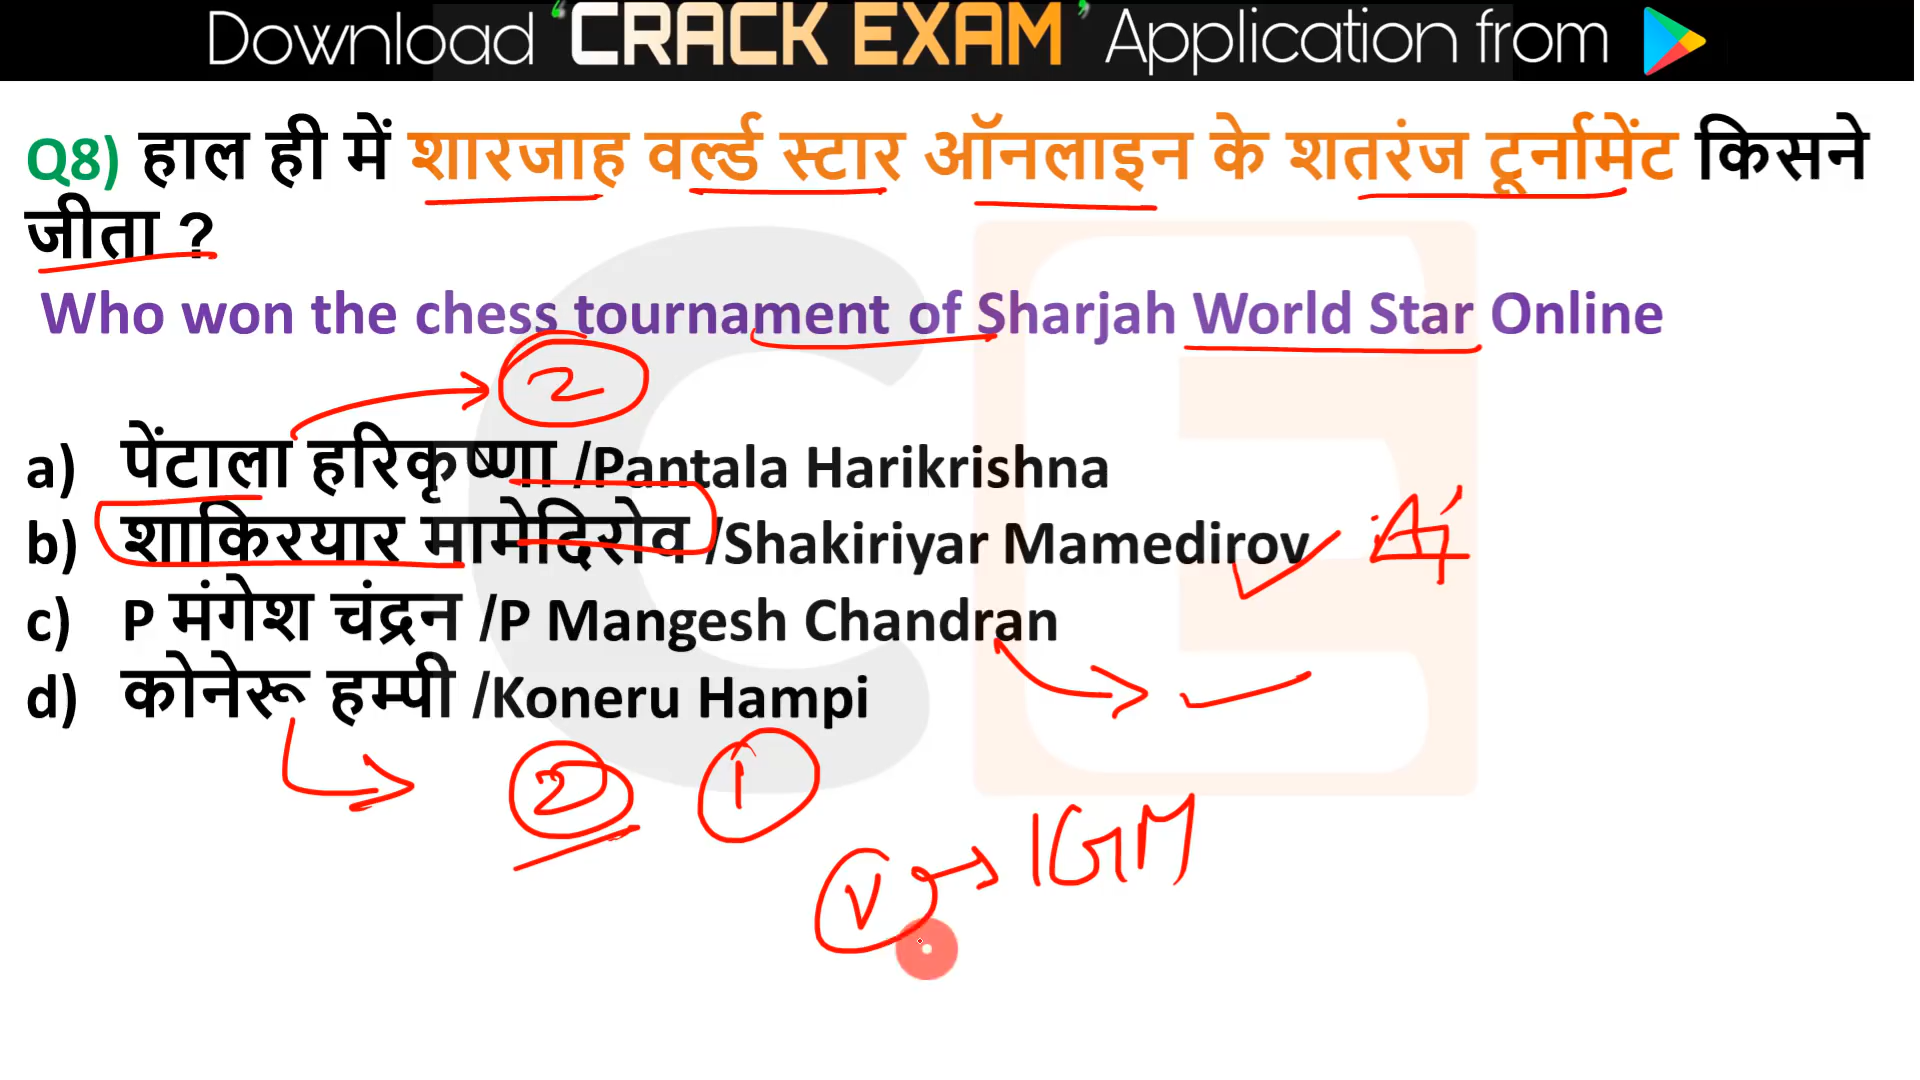 Download ‘CRACK EXAM’ Application from
Q8) हाल ही में शारजाह वर्ल्ड स्टार ऑनलाइन के शतरंज टूर्नामेंट किसने
जीता ?
Who won the chess tournament of Sharjah World Star Online
2
a) पेंटाला हरिकृष्णा /Pantala Harikrishna
b) शाकिरयार मामेदिरोव /Shakiriyar Mamedirov
c) P मंगेश चंद्रन /P Mangesh Chandran
d) कोनेरू हम्पी /Koneru Hampi
2 1
V IGM